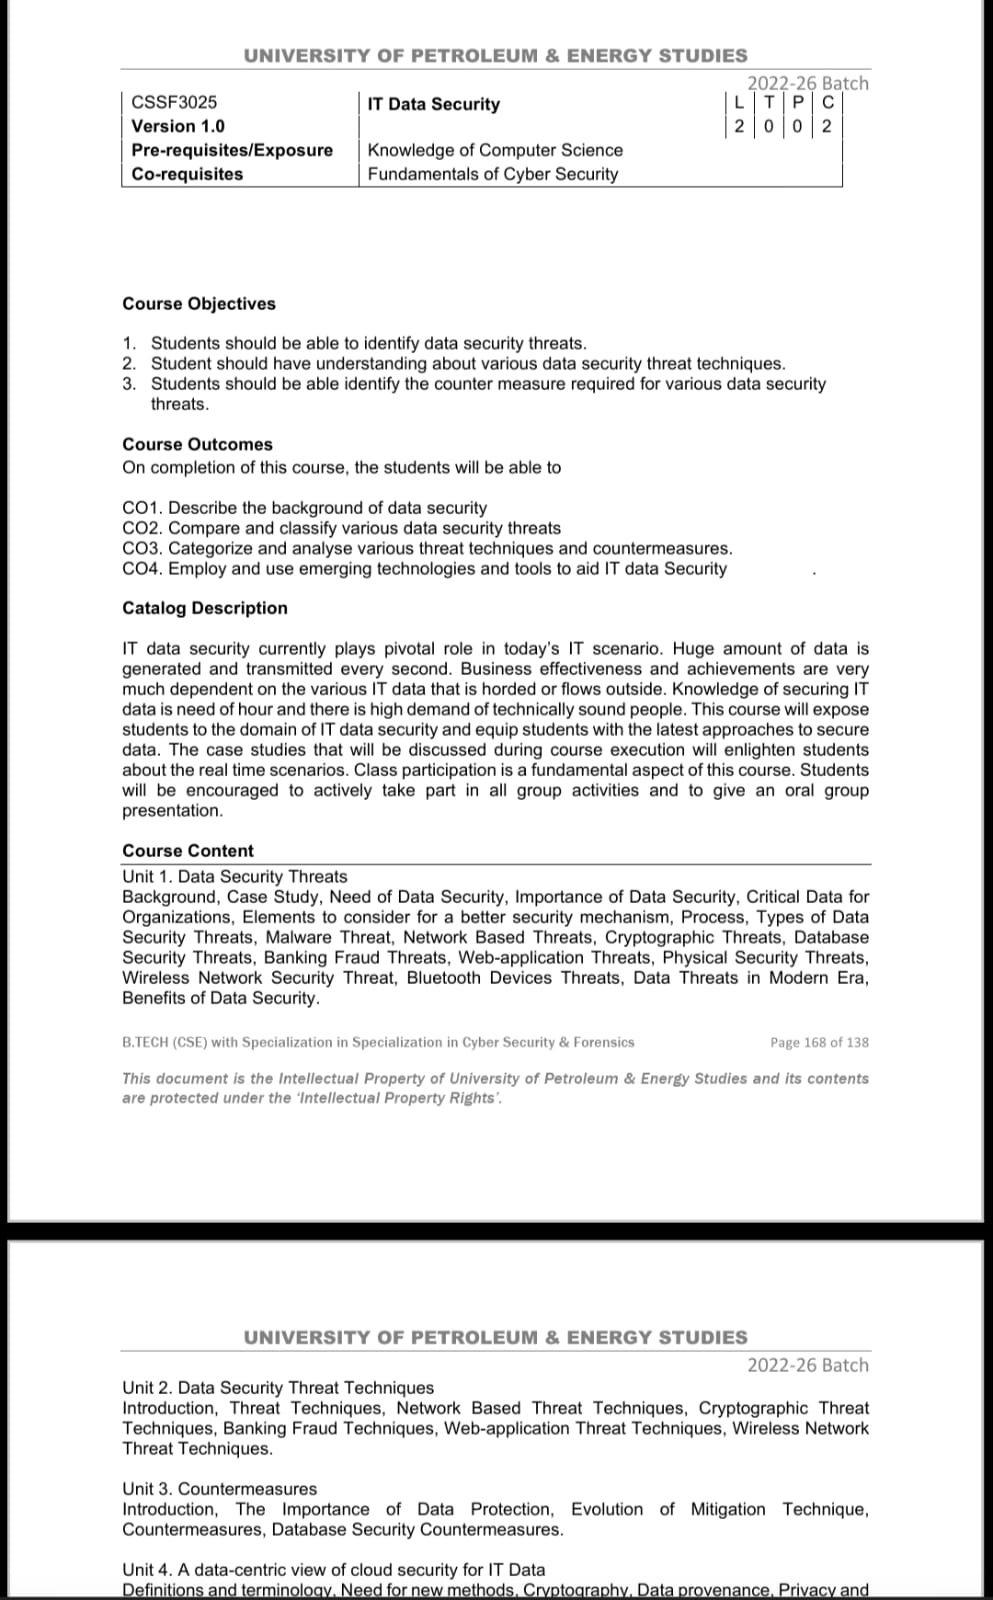 UNIVERSITY OF PETROLEUM & ENERGY STUDIES
2022-26 Batch
CSSF3025 IT Data Security L T P C
Version 1.0 2 0 0 2
Pre-requisites/Exposure Knowledge of Computer Science
Co-requisites Fundamentals of Cyber Security
Course Objectives
1. Students should be able to identify data security threats.
2. Student should have understanding about various data security threat techniques.
3. Students should be able identify the counter measure required for various data security
threats.
Course Outcomes
On completion of this course, the students will be able to
CO1. Describe the background of data security
CO2. Compare and classify various data security threats
CO3. Categorize and analyse various threat techniques and countermeasures.
CO4. Employ and use emerging technologies and tools to aid IT data Security .
Catalog Description
IT data security currently plays pivotal role in today's IT scenario. Huge amount of data is
generated and transmitted every second. Business effectiveness and achievements are very
much dependent on the various IT data that is horded or flows outside. Knowledge of securing IT
data is need of hour and there is high demand of technically sound people. This course will expose
students to the domain of IT data security and equip students with the latest approaches to secure
data. The case studies that will be discussed during course execution will enlighten students
about the real time scenarios. Class participation is a fundamental aspect of this course. Students
will be encouraged to actively take part in all group activities and to give an oral group
presentation.
Course Content
Unit 1. Data Security Threats
Background, Case Study, Need of Data Security, Importance of Data Security, Critical Data for
Organizations, Elements to consider for a better security mechanism, Process, Types of Data
Security Threats, Malware Threat, Network Based Threats, Cryptographic Threats, Database
Security Threats, Banking Fraud Threats, Web-application Threats, Physical Security Threats,
Wireless Network Security Threat, Bluetooth Devices Threats, Data Threats in Modern Era,
Benefits of Data Security.
B.TECH (CSE) with Specialization in Specialization in Cyber Security & Forensics Page 168 of 138
This document is the Intellectual Property of University of Petroleum & Energy Studies and its contents
are protected under the 'Intellectual Property Rights'.
UNIVERSITY OF PETROLEUM & ENERGY STUDIES
2022-26 Batch
Unit 2. Data Security Threat Techniques
Introduction, Threat Techniques, Network Based Threat Techniques, Cryptographic Threat
Techniques, Banking Fraud Techniques, Web-application Threat Techniques, Wireless Network
Threat Techniques.
Unit 3. Countermeasures
Introduction, The Importance of Data Protection, Evolution of Mitigation Technique,
Countermeasures, Database Security Countermeasures.
Unit 4. A data-centric view of cloud security for IT Data
Definitions and terminology, Need for new methods, Cryptography, Data provenance, Privacy and